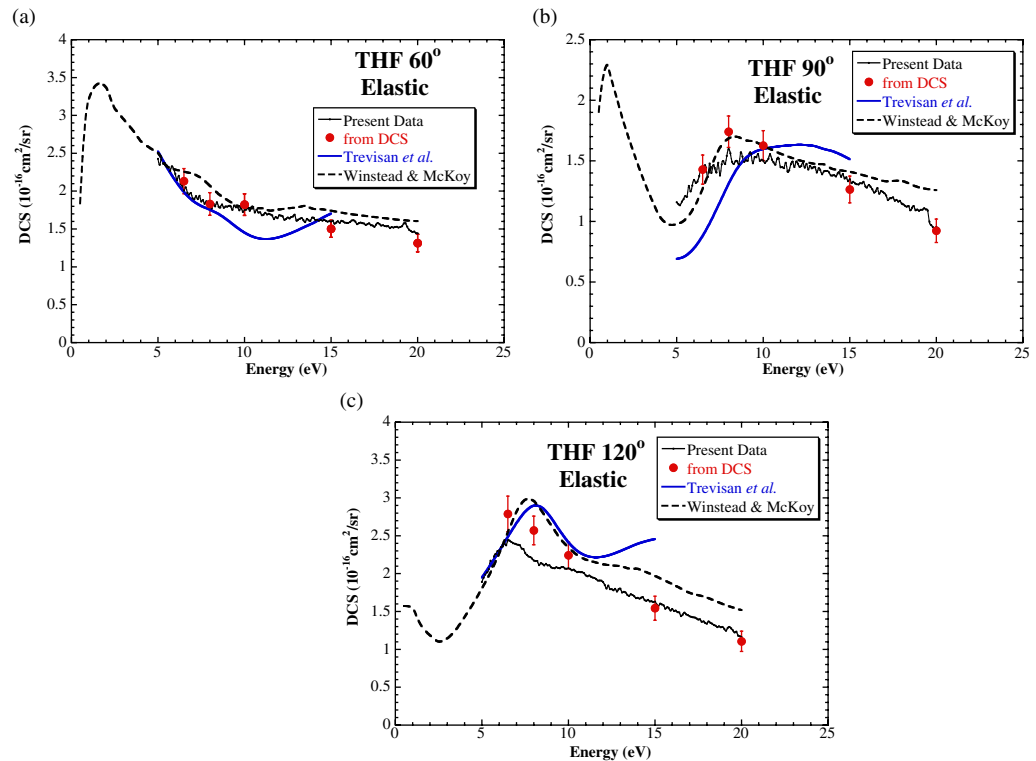 (a)
THF 60°
Elastic
Present Data
from DCS
Trevisan et al.
Winstead & McKoy
DCS (10⁻¹⁶cm²/sr)
4
3.5
3
2.5
2
1.5
1
0.5
0
0 5 10 15 20 25
Energy (eV)
(b)
THF 90°
Elastic
Present Data
from DCS
Trevisan et al.
Winstead & McKoy
DCS (10⁻¹⁶cm²/sr)
2.5
2
1.5
1
0.5
0
0 5 10 15 20 25
Energy (eV)
(c)
THF 120°
Elastic
Present Data
from DCS
Trevisan et al.
Winstead & McKoy
DCS (10⁻¹⁶cm²/sr)
4
3.5
3
2.5
2
1.5
1
0.5
0
0 5 10 15 20 25
Energy (eV)